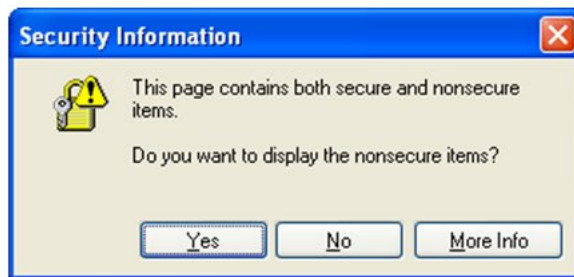 Security Information
This page contains both secure and nonsecure
items.
Do you want to display the nonsecure items?
Yes
No
More Info